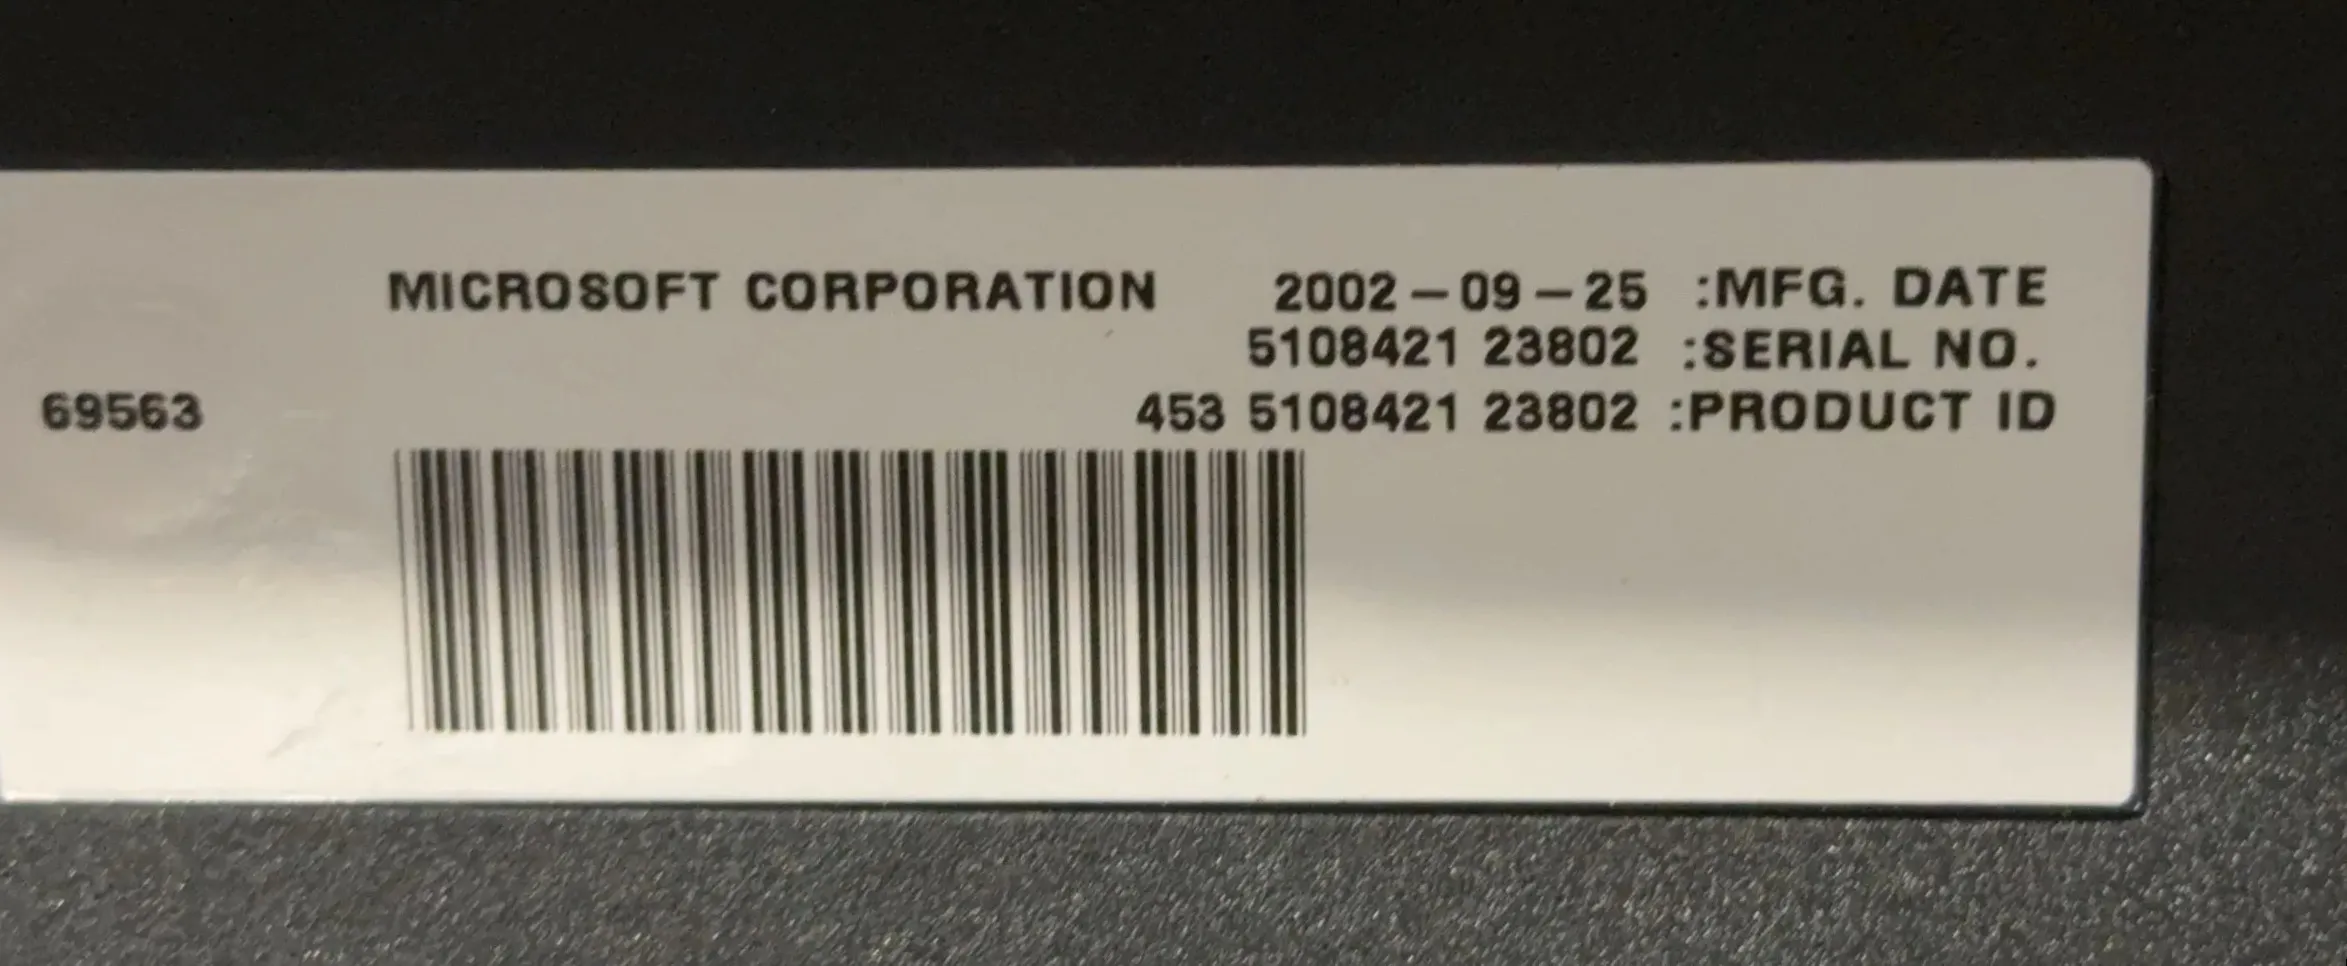 MICROSOFT CORPORATION 2002-09-25 :MFG. DATE
5108421 23802 :SERIAL NO.
69563 453 5108421 23802 :PRODUCT ID